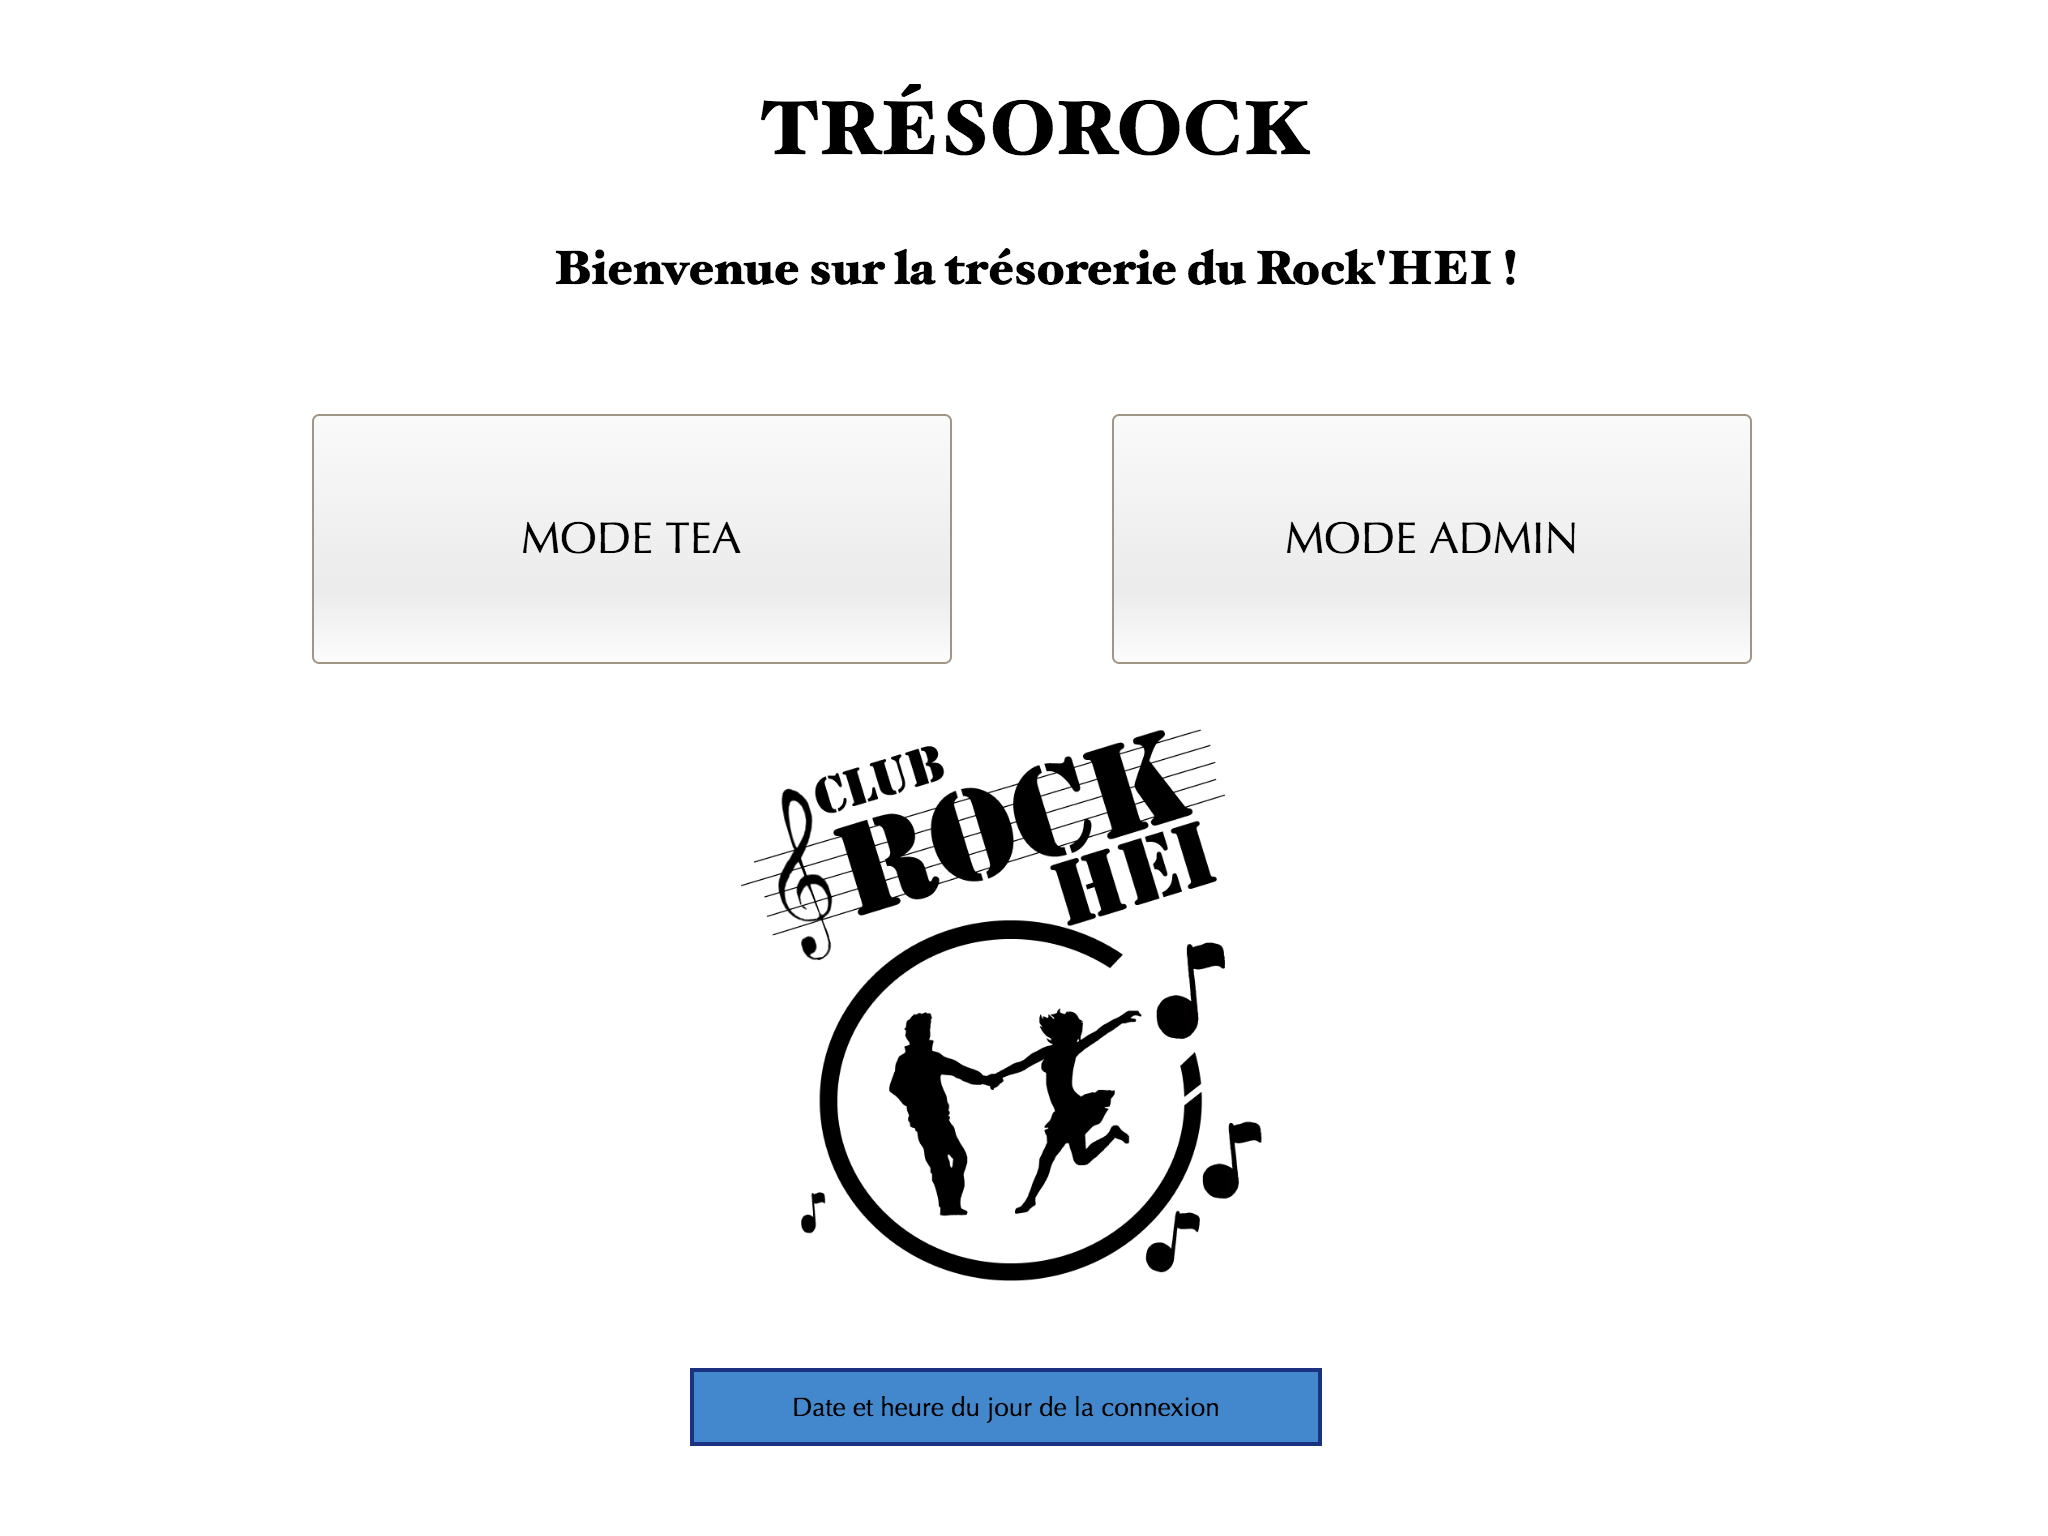 TRÉSOROCK
Bienvenue sur la trésorerie du Rock'HEI !
MODE TEA
MODE ADMIN
CLUB
ROCK
HEI
Date et heure du jour de la connexion